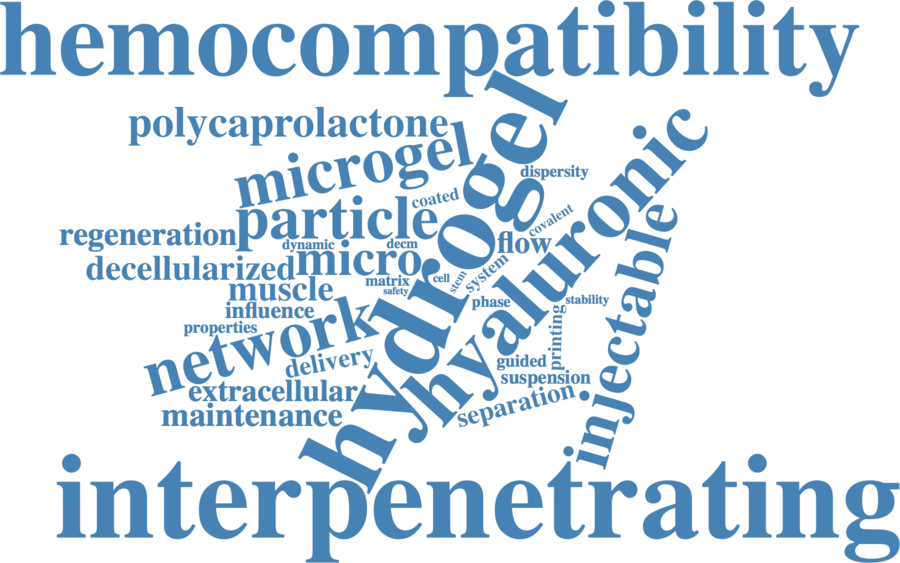 hemocompatibility
polycaprolactone
hydrogel
hyaluronic
microgel
dispersity
coated
particle
covalent
injectable
regeneration
dynamic
decm
flow
decellularized
micro
matrix
cell
stem
system
safety
muscle
phase
stability
influence
properties
network
printing
delivery
guided
extracellular
suspension
maintenance
separation
interpenetrating